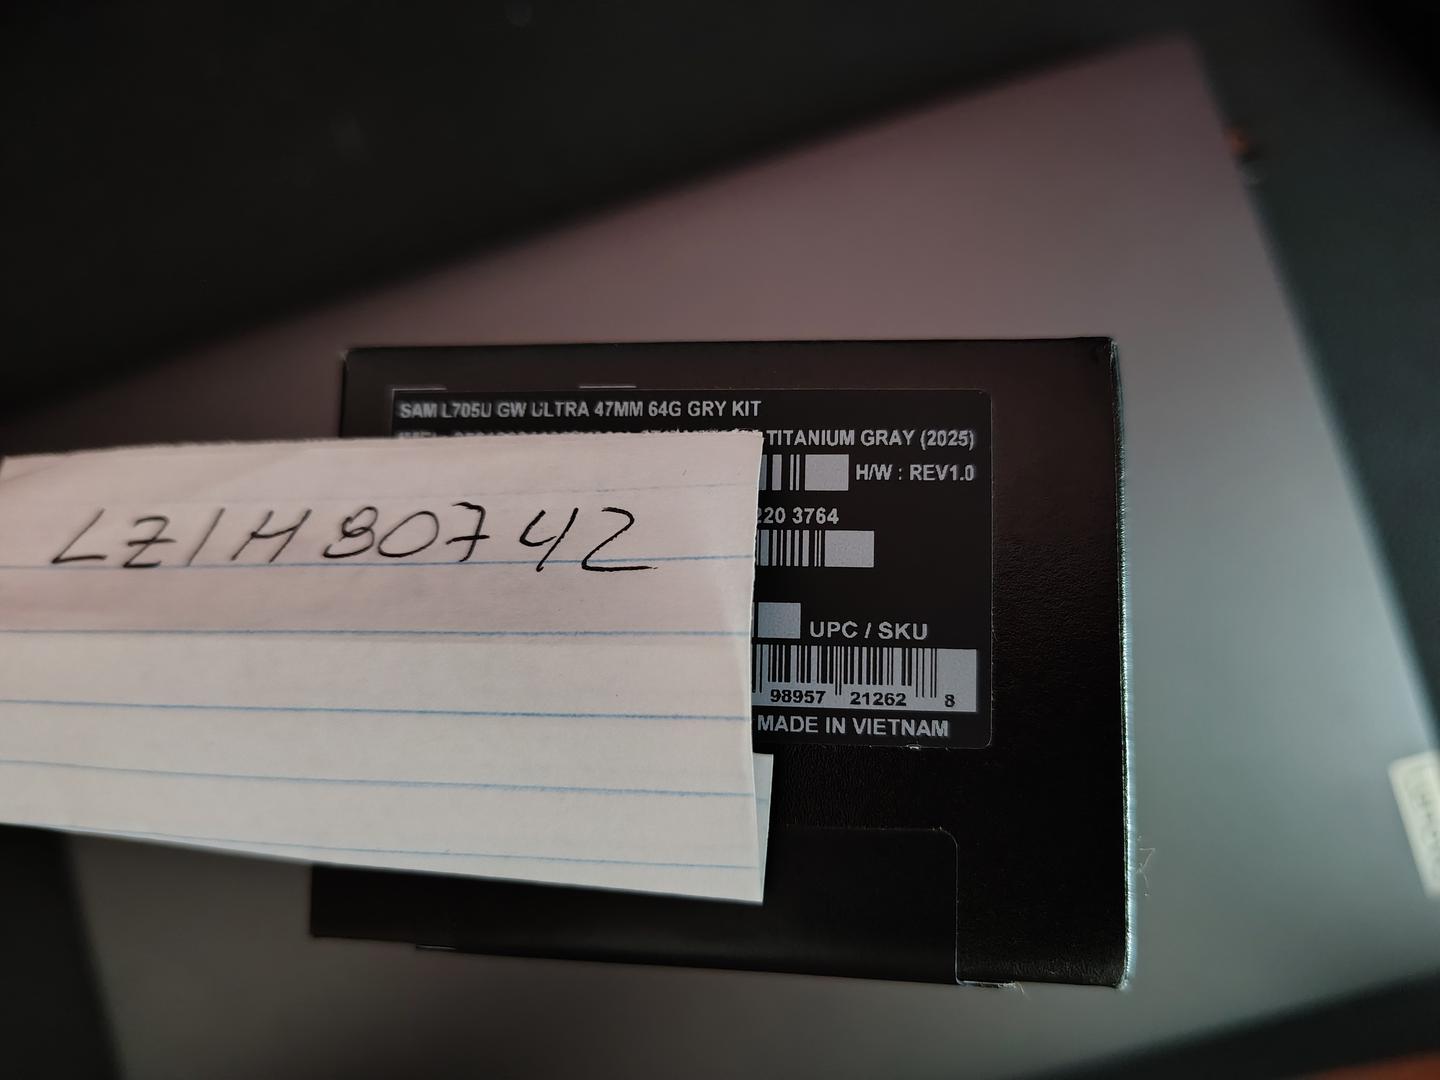 SAM L705U GW ULTRA 47MM 64G GRY KIT
TITANIUM GRAY (2025)
H/W : REV1.0
LZ1H80742
220 3764
UPC / SKU
98957 21262 8
MADE IN VIETNAM